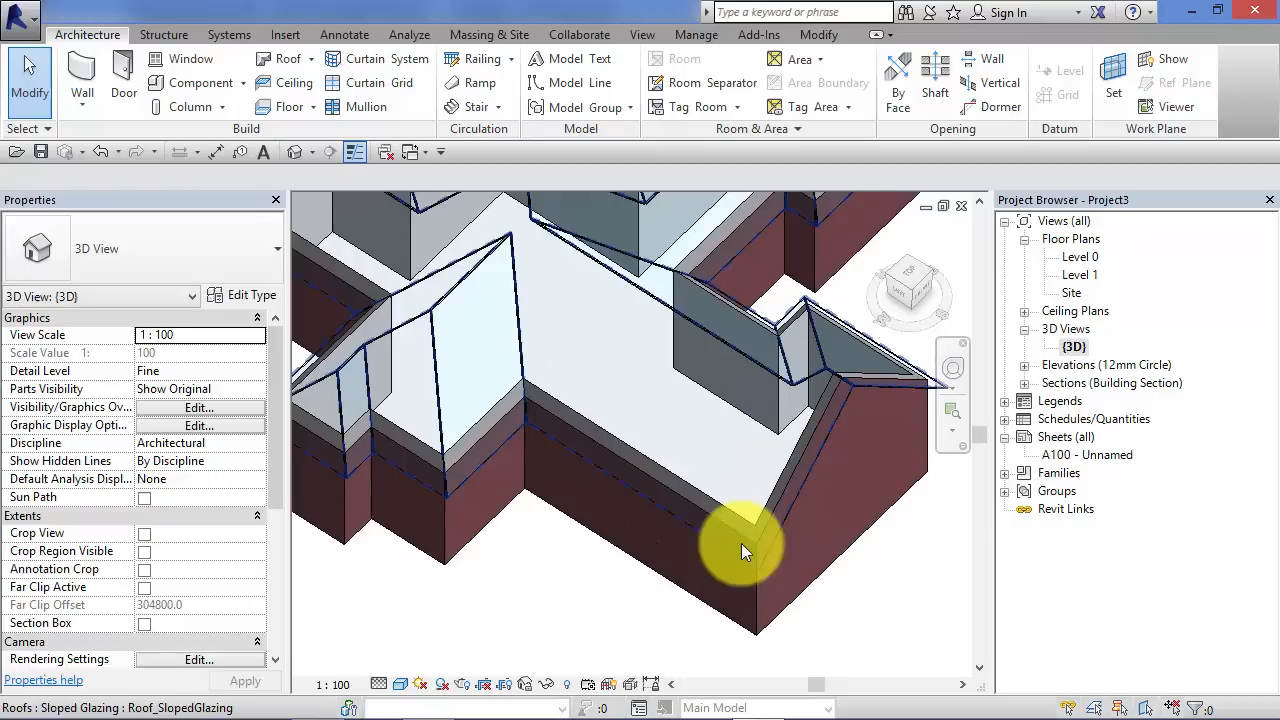 Type a keyword or phrase
Sign In
Architecture Structure Systems Insert Annotate Analyze Massing & Site Collaborate View Manage Add-Ins Modify
Modify
Wall
Door
Window
Component
Column
Roof
Ceiling
Floor
Curtain System
Curtain Grid
Mullion
Railing
Ramp
Stair
Model Text
Model Line
Model Group
Room
Room Separator
Tag Room
Area
Area Boundary
Tag Area
By
Face
Shaft
Wall
Vertical
Dormer
Level
Grid
Set
Show
Ref Plane
Viewer
Select Build Circulation Model Room & Area Opening Datum Work Plane
Properties
3D View
3D View: {3D} Edit Type
Graphics
View Scale 1 : 100
Scale Value 1: 100
Detail Level Fine
Parts Visibility Show Original
Visibility/Graphics Ov... Edit...
Graphic Display Opti... Edit...
Discipline Architectural
Show Hidden Lines By Discipline
Default Analysis Displ... None
Sun Path
Extents
Crop View
Crop Region Visible
Annotation Crop
Far Clip Active
Far Clip Offset 304800.0
Section Box
Camera
Rendering Settings Edit...
Properties help Apply
TOP
1 : 100
Project Browser - Project3
Views (all)
Floor Plans
Level 0
Level 1
Site
Ceiling Plans
3D Views
{3D}
Elevations (12mm Circle)
Sections (Building Section)
Legends
Schedules/Quantities
Sheets (all)
A100 - Unnamed
Families
Groups
Revit Links
Roofs : Sloped Glazing : Roof_SlopedGlazing
:0
Main Model
:0